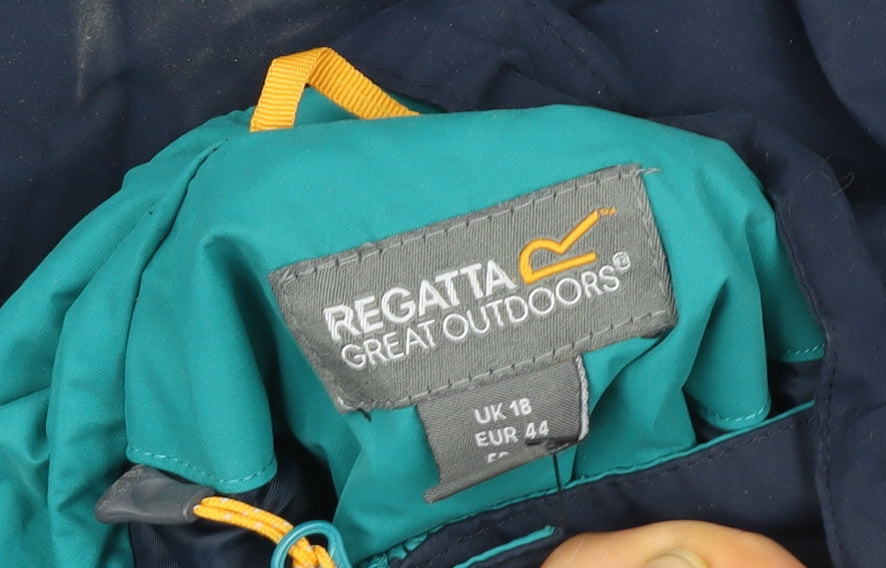 REGATTA
GREAT OUTDOORS®
UK 18
EUR 44